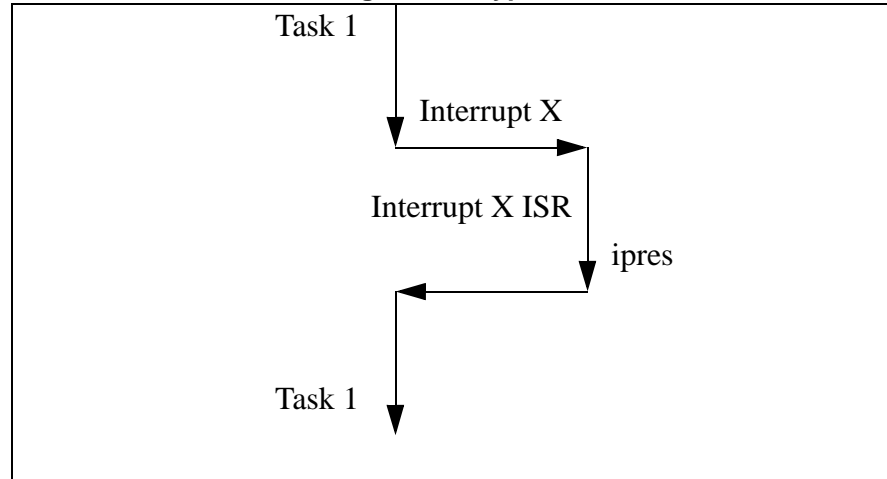 Task 1
Interrupt X
Interrupt X ISR
ipres
Task 1